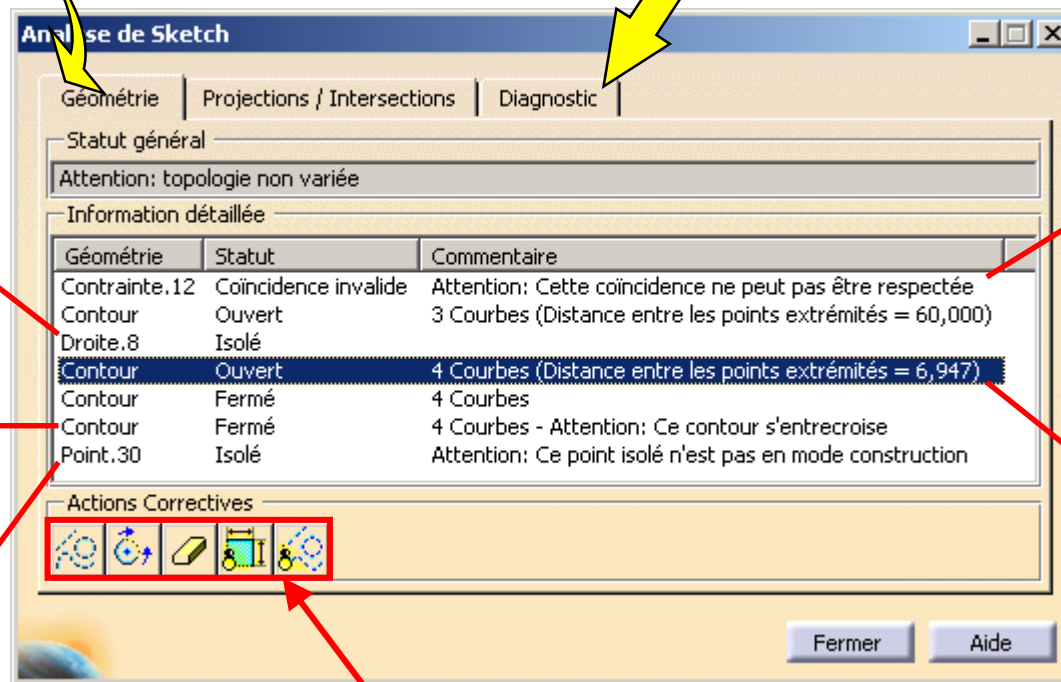 Analyse de Sketch
Géométrie Projections / Intersections Diagnostic
Statut général
Attention: topologie non variée
Information détaillée
Géométrie Statut Commentaire
Contrainte.12 Coïncidence invalide Attention: Cette coïncidence ne peut pas être respectée
Contour Ouvert 3 Courbes (Distance entre les points extrémités = 60,000)
Droite.8 Isolé
Contour Ouvert 4 Courbes (Distance entre les points extrémités = 6,947)
Contour Fermé 4 Courbes
Contour Fermé 4 Courbes - Attention: Ce contour s'entrecroise
Point.30 Isolé Attention: Ce point isolé n'est pas en mode construction
Actions Correctives
Fermer Aide